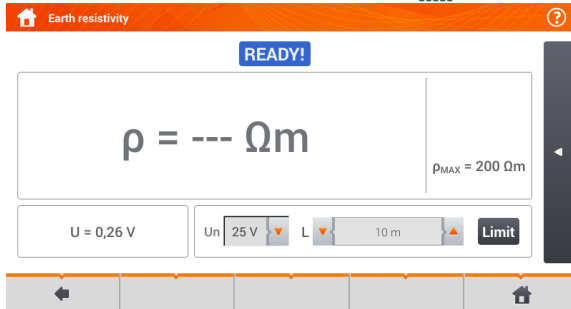 Earth resistivity
READY!
ρ = --- Ωm
ρMAX = 200 Ωm
U = 0,26 V
Un 25 V L 10 m Limit